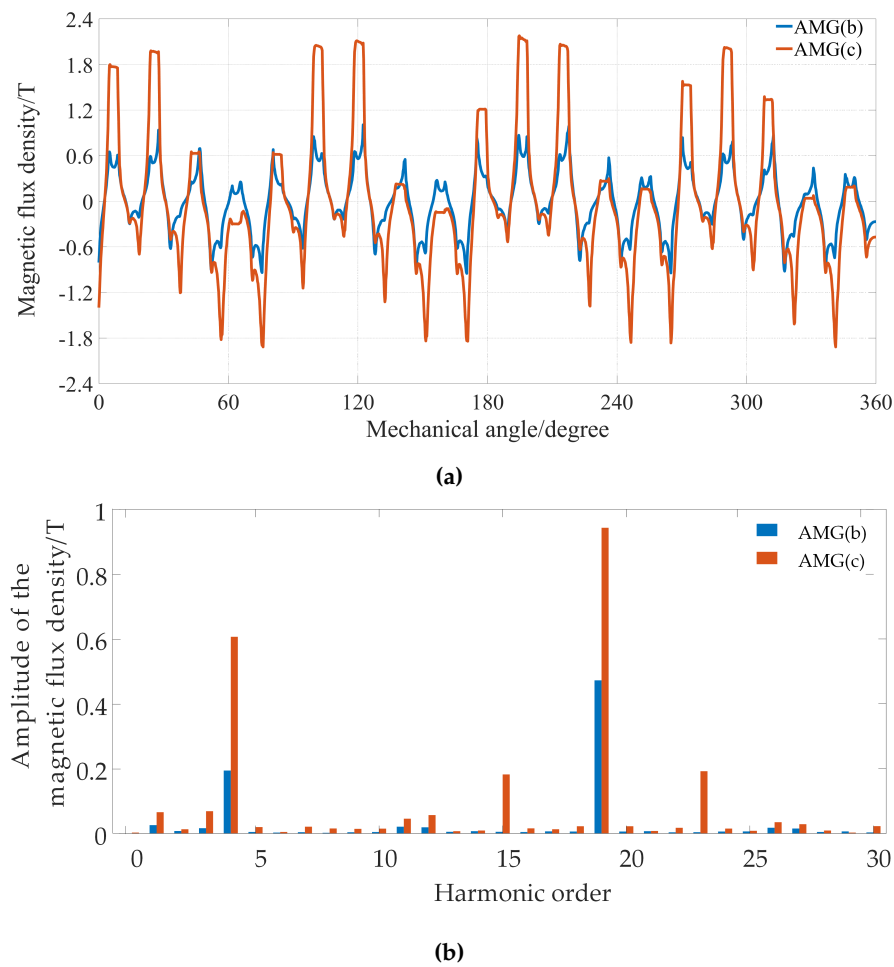 2.4
1.8
1.2
0.6
0
-0.6
-1.2
-1.8
-2.4
Magnetic flux density/T
AMG(b)
AMG(c)
0 60 120 180 240 300 360
Mechanical angle/degree
(a)
1
0.8
0.6
0.4
0.2
0
Amplitude of the
magnetic flux density/T
AMG(b)
AMG(c)
0 5 10 15 20 25 30
Harmonic order
(b)